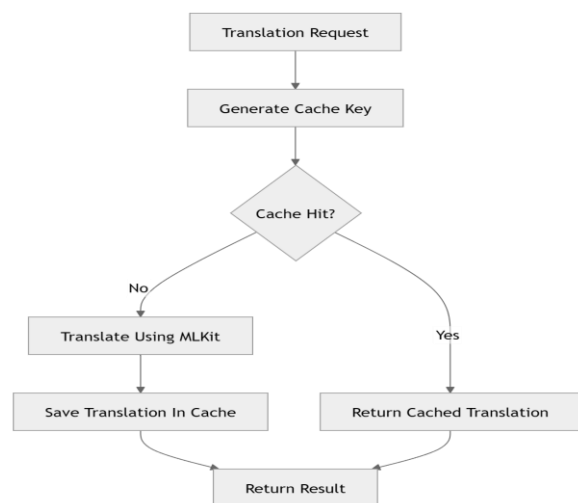 Translation Request
Generate Cache Key
Cache Hit?
No
Yes
Translate Using MLKit
Save Translation In Cache
Return Cached Translation
Return Result